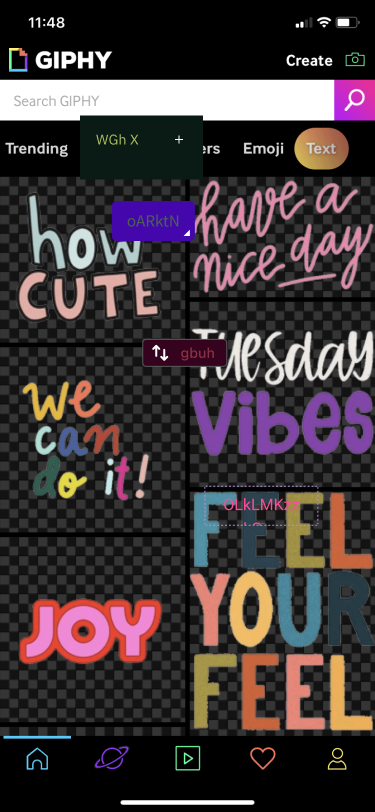 11:48
GIPHY
Create
Search GIPHY
Trending
WGh X
+
ers
Emoji
Text
oARktN
how
CUTE
have a
nice day
gbuh
Tuesday
Vibes
we
can
do it!
OLkLMKz
FEEL
YOUR
FEEL
JOY